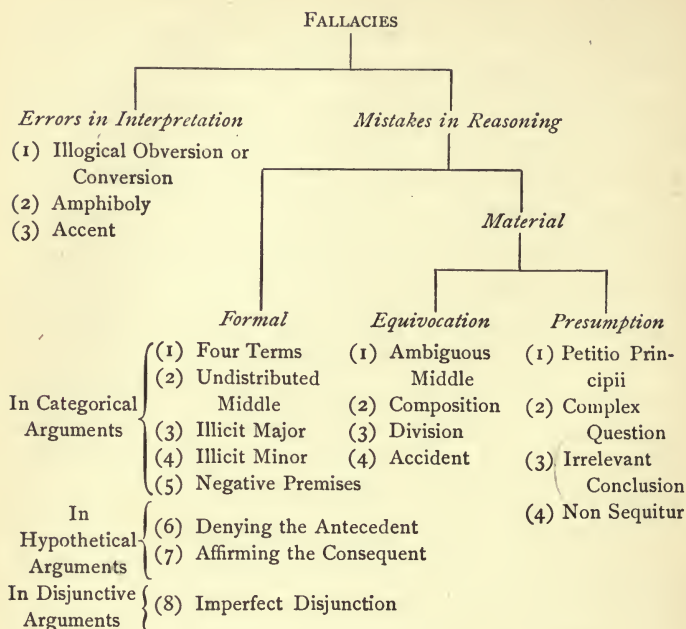 FALLACIES
Errors in Interpretation
(1) Illogical Obversion or
Conversion
(2) Amphiboly
(3) Accent
Mistakes in Reasoning
Material
Formal
In Categorical
Arguments
(1) Four Terms
(2) Undistributed
Middle
(3) Illicit Major
(4) Illicit Minor
(5) Negative Premises
In
Hypothetical
Arguments
(6) Denying the Antecedent
(7) Affirming the Consequent
In Disjunctive
Arguments
(8) Imperfect Disjunction
Equivocation
(1) Ambiguous
Middle
(2) Composition
(3) Division
(4) Accident
Presumption
(1) Petitio Prin-
cipii
(2) Complex
Question
(3) Irrelevant
Conclusion
(4) Non Sequitur